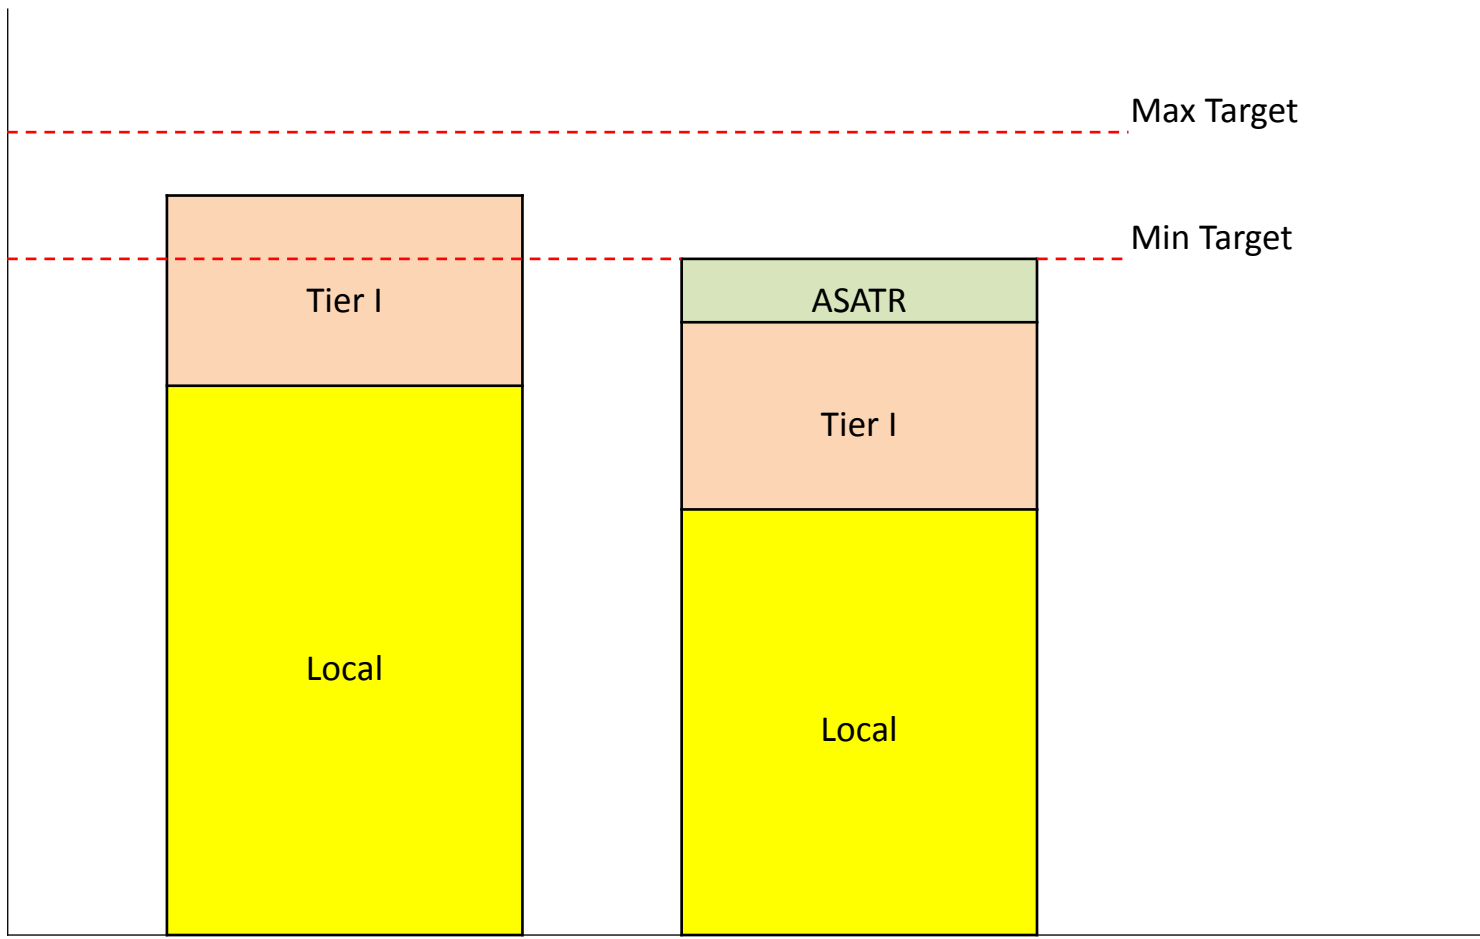 Max Target
Min Target
Tier I
ASATR
Tier I
Local
Local